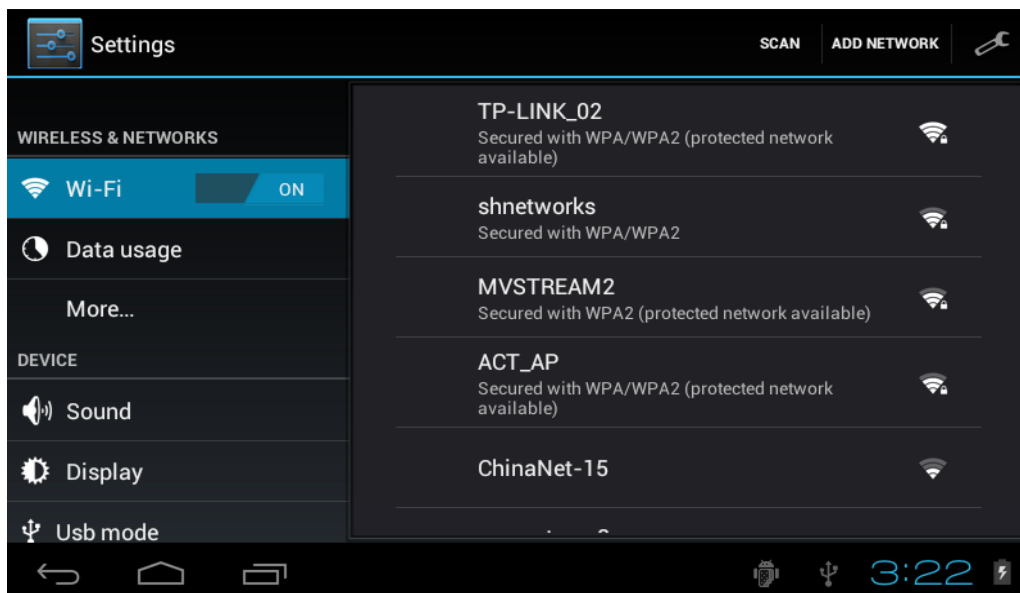 Settings
SCAN
ADD NETWORK
WIRELESS & NETWORKS
Wi-Fi
ON
Data usage
More...
DEVICE
Sound
Display
Usb mode
TP-LINK_02
Secured with WPA/WPA2 (protected network
available)
shnetworks
Secured with WPA/WPA2
MVSTREAM2
Secured with WPA2 (protected network available)
ACT_AP
Secured with WPA/WPA2 (protected network
available)
ChinaNet-15
3:22